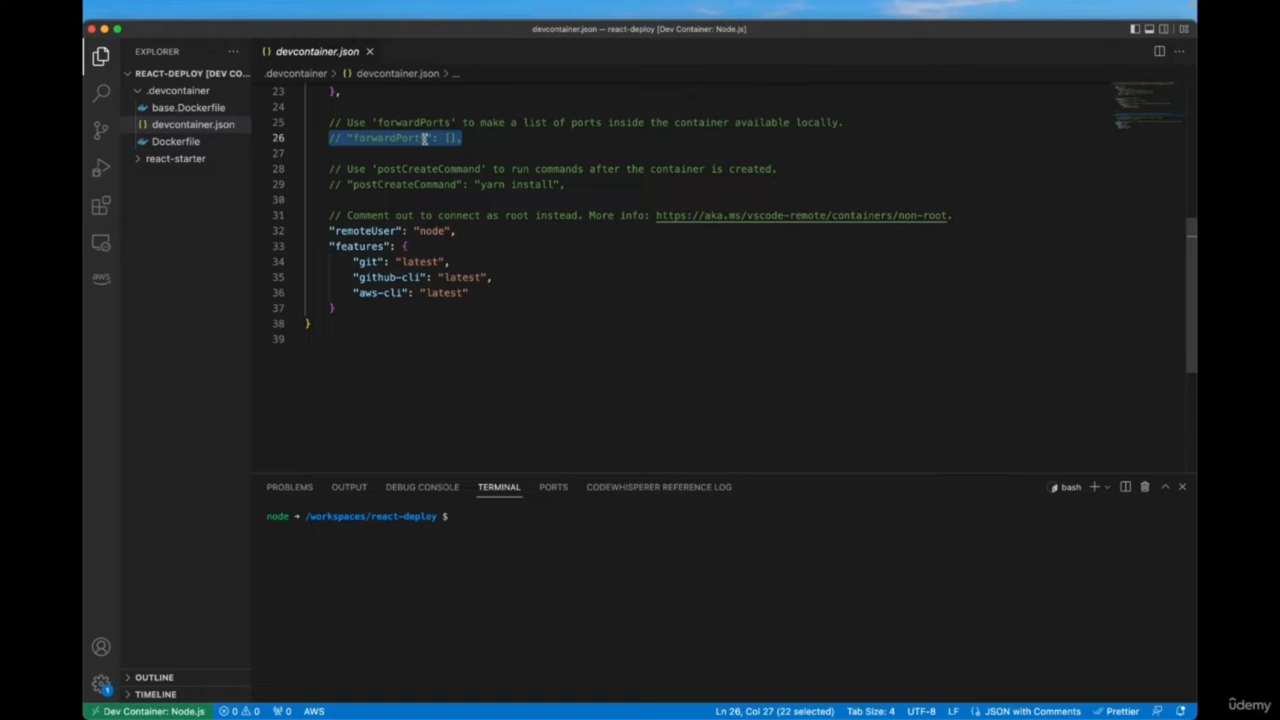 devcontainer.json — react-deploy [Dev Container: Node.js]
EXPLORER
REACT-DEPLOY [DEV CO...
.devcontainer
base.Dockerfile
devcontainer.json
Dockerfile
react-starter
OUTLINE
TIMELINE
{} devcontainer.json ×
.devcontainer > {} devcontainer.json > ...
23 },
24
25 // Use 'forwardPorts' to make a list of ports inside the container available locally.
26 // "forwardPorts": [],
27
28 // Use 'postCreateCommand' to run commands after the container is created.
29 // "postCreateCommand": "yarn install",
30
31 // Comment out to connect as root instead. More info: https://aka.ms/vscode-remote/containers/non-root.
32 "remoteUser": "node",
33 "features": {
34 "git": "latest",
35 "github-cli": "latest",
36 "aws-cli": "latest"
37 }
38 }
39
PROBLEMS OUTPUT DEBUG CONSOLE TERMINAL PORTS CODEWHISPERER REFERENCE LOG bash
node ➜ /workspaces/react-deploy $
aws
1
Dev Container: Node.js 0 0 0 AWS Ln 26, Col 27 (22 selected) Tab Size: 4 UTF-8 LF {} JSON with Comments Prettier
udemy